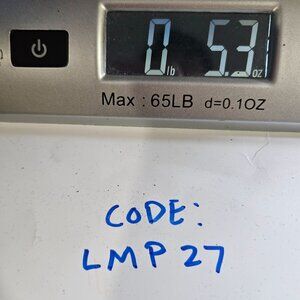 0 lb 5.3 oz
Max : 65LB d=0.1OZ
CODE:
LMP 27